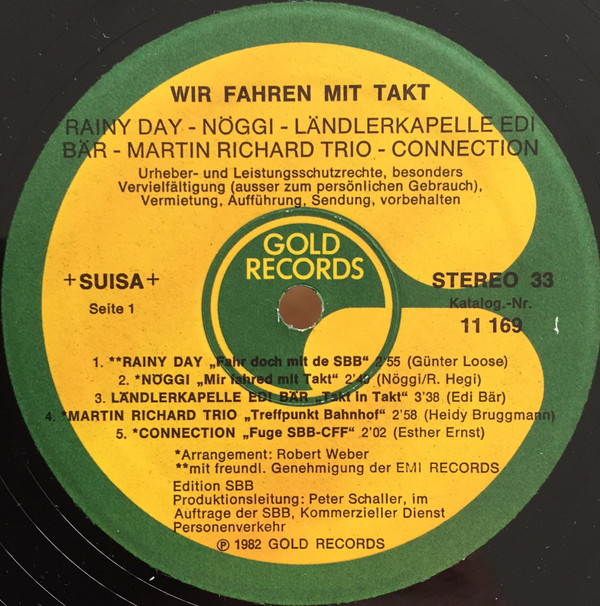 WIR FAHREN MIT TAKT
RAINY DAY - NÖGGI - LÄNDLERKAPELLE EDI
BÄR - MARTIN RICHARD TRIO - CONNECTION
Urheber- und Leistungsschutzrechte, besonders
Vervielfältigung (ausser zum persönlichen Gebrauch),
Vermietung, Aufführung, Sendung, vorbehalten
GOLD
RECORDS
+SUISA+
Seite 1
STEREO 33
Katalog.-Nr.
11 169
1. **RAINY DAY „Fahr doch mit de SBB“ 2'55 (Günter Loose)
2. *NÖGGI „Mir fahred mit Takt“ (Nöggi/R. Hegi)
3. LÄNDLERKAPELLE EDI BÄR „Takt in Takt“ 3'38 (Edi Bär)
4. *MARTIN RICHARD TRIO „Treffpunkt Bahnhof“ 2'58 (Heidy Bruggmann)
5. *CONNECTION „Fuge SBB-CFF“ 2'02 (Esther Ernst)
*Arrangement: Robert Weber
**mit freundl. Genehmigung der EMI RECORDS
Edition SBB
Produktionsleitung: Peter Schaller, im
Auftrage der SBB, Kommerzieller Dienst
Personenverkehr
Ⓟ 1982 GOLD RECORDS